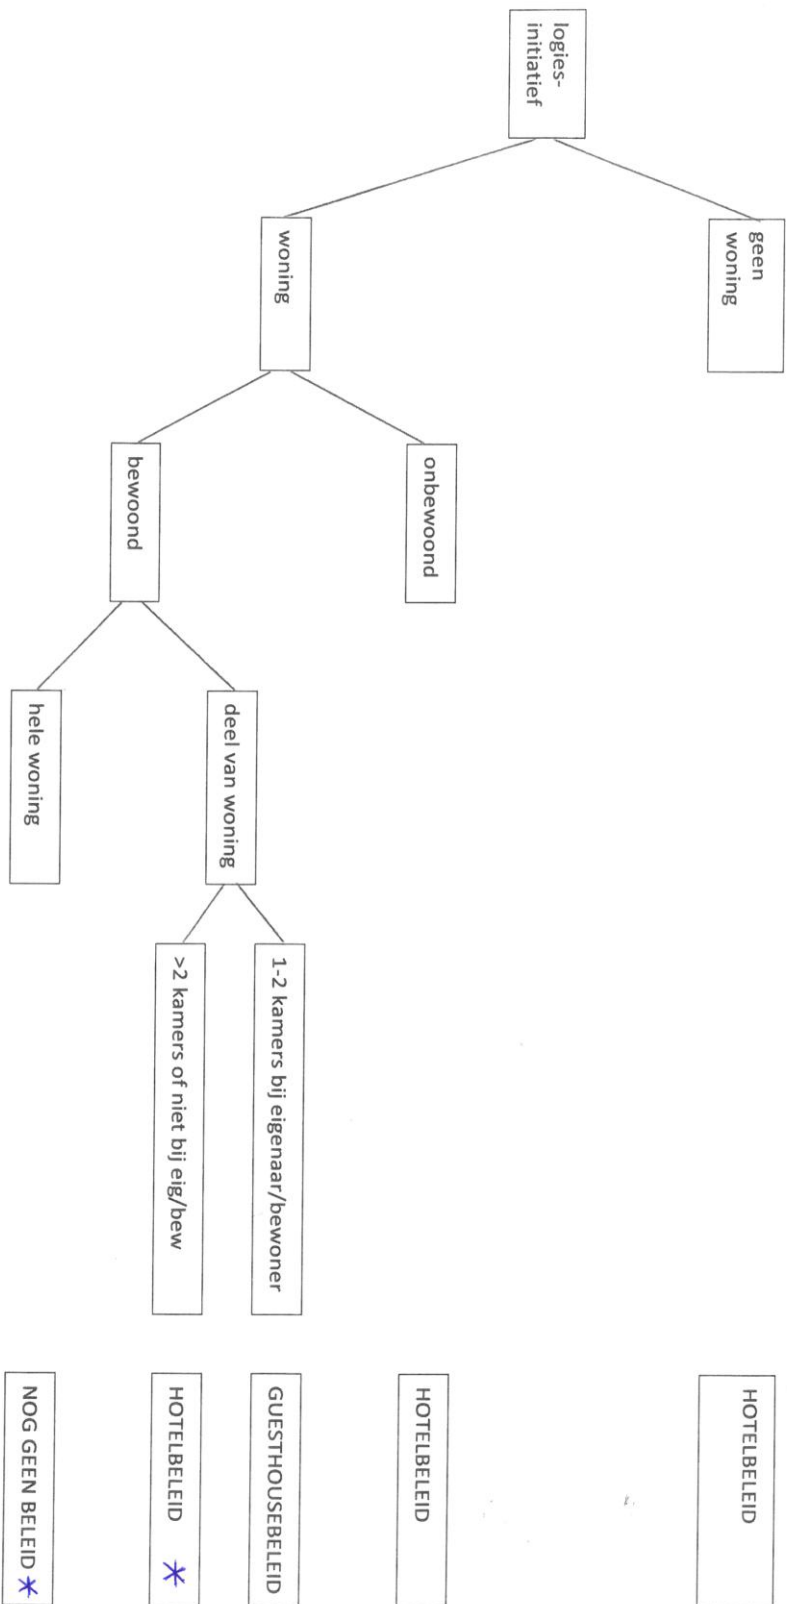 geen
woning
HOTELBELEID
logies-
initiatief
onbewoond
HOTELBELEID
woning
1-2 kamers bij eigenaar/bewoner
GUESTHOUSEBELEID
deel van woning
bewoond
>2 kamers of niet bij eig/bew
HOTELBELEID *
hele woning
NOG GEEN BELEID *